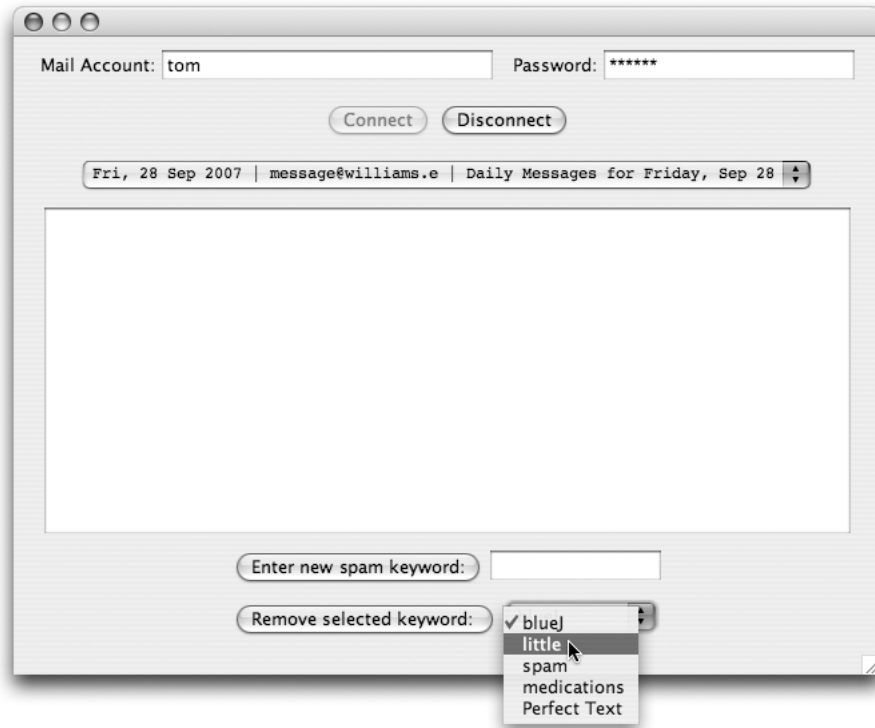 Mail Account: tom Password: ******
Connect Disconnect
Fri, 28 Sep 2007 | message@williams.e | Daily Messages for Friday, Sep 28
Enter new spam keyword:
Remove selected keyword: ✓ blueJ
little
spam
medications
Perfect Text